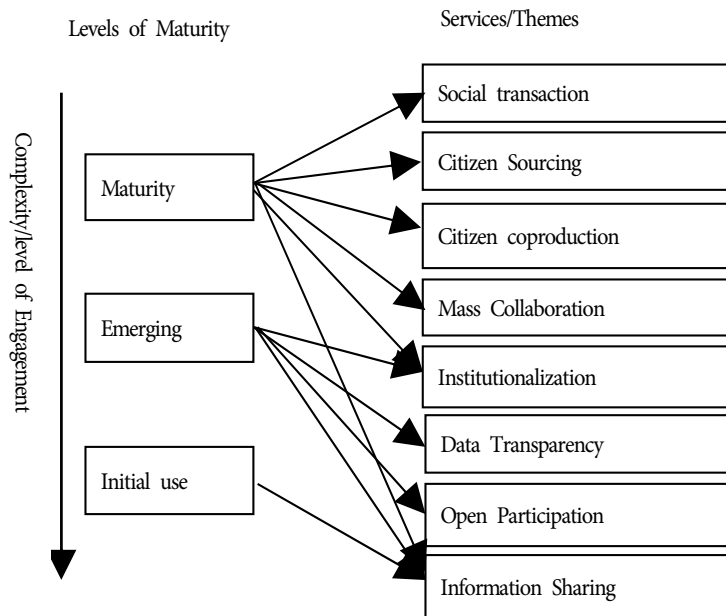 Levels of Maturity
Services/Themes
Complexity/level of Engagement
Maturity
Emerging
Initial use
Social transaction
Citizen Sourcing
Citizen coproduction
Mass Collaboration
Institutionalization
Data Transparency
Open Participation
Information Sharing